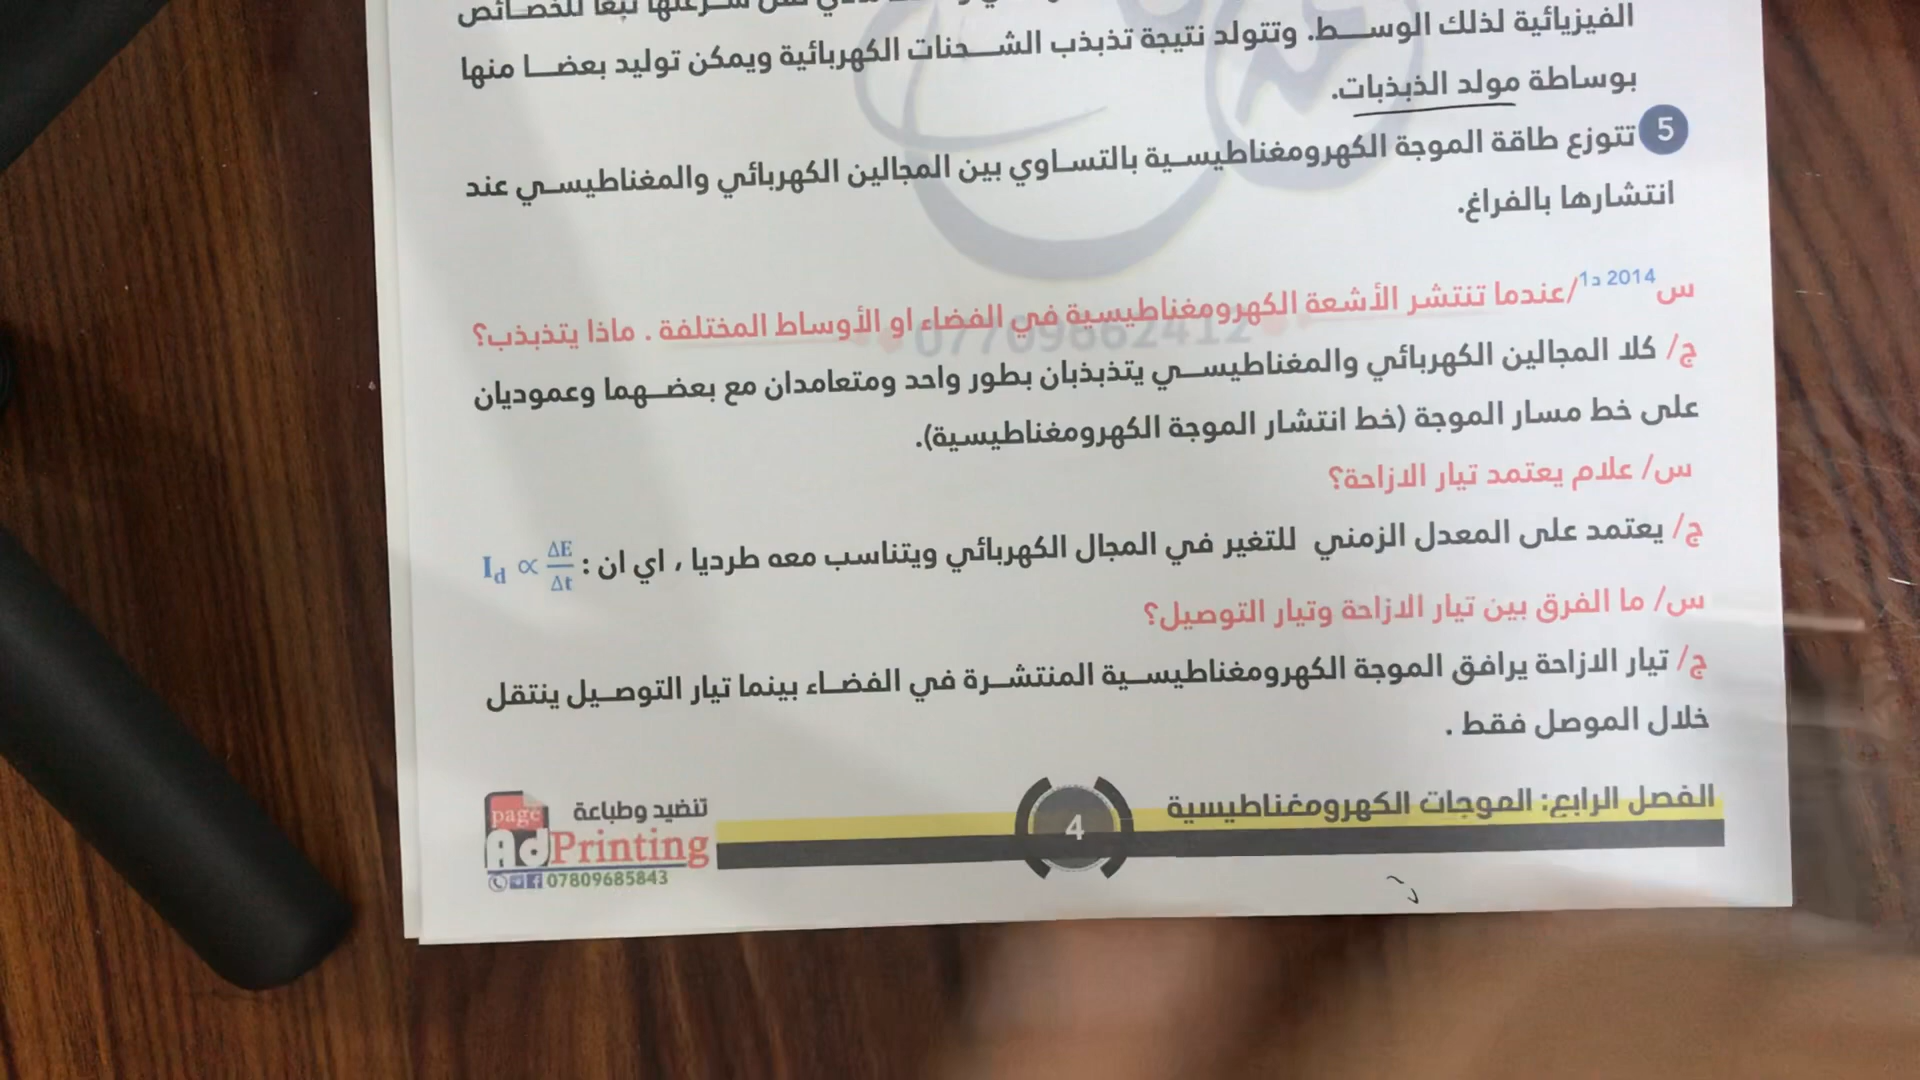 سرعتها تبعا للخصائص
الفيزيائية لذلك الوسط. وتتولد نتيجة تذبذب الشحنات الكهربائية ويمكن توليد بعضا منها
بوساطة مولد الذبذبات.
5 تتوزع طاقة الموجة الكهرومغناطيسية بالتساوي بين المجالين الكهربائي والمغناطيسي عند
انتشارها بالفراغ.
س 2014 د1/عندما تنتشر الأشعة الكهرومغناطيسية في الفضاء او الأوساط المختلفة . ماذا يتذبذب؟
07709662412
ج/ كلا المجالين الكهربائي والمغناطيسي يتذبذبان بطور واحد ومتعامدان مع بعضهما وعموديان
على خط مسار الموجة (خط انتشار الموجة الكهرومغناطيسية).
س/ علام يعتمد تيار الازاحة؟
ج/ يعتمد على المعدل الزمني للتغير في المجال الكهربائي ويتناسب معه طرديا ، اي ان : I_d ∝ ΔE/Δt
س/ ما الفرق بين تيار الازاحة وتيار التوصيل؟
ج/ تيار الازاحة يرافق الموجة الكهرومغناطيسية المنتشرة في الفضاء بينما تيار التوصيل ينتقل
خلال الموصل فقط .
الفصل الرابع: الموجات الكهرومغناطيسية
4
تنضيد وطباعة
page
Ad Printing
07809685843